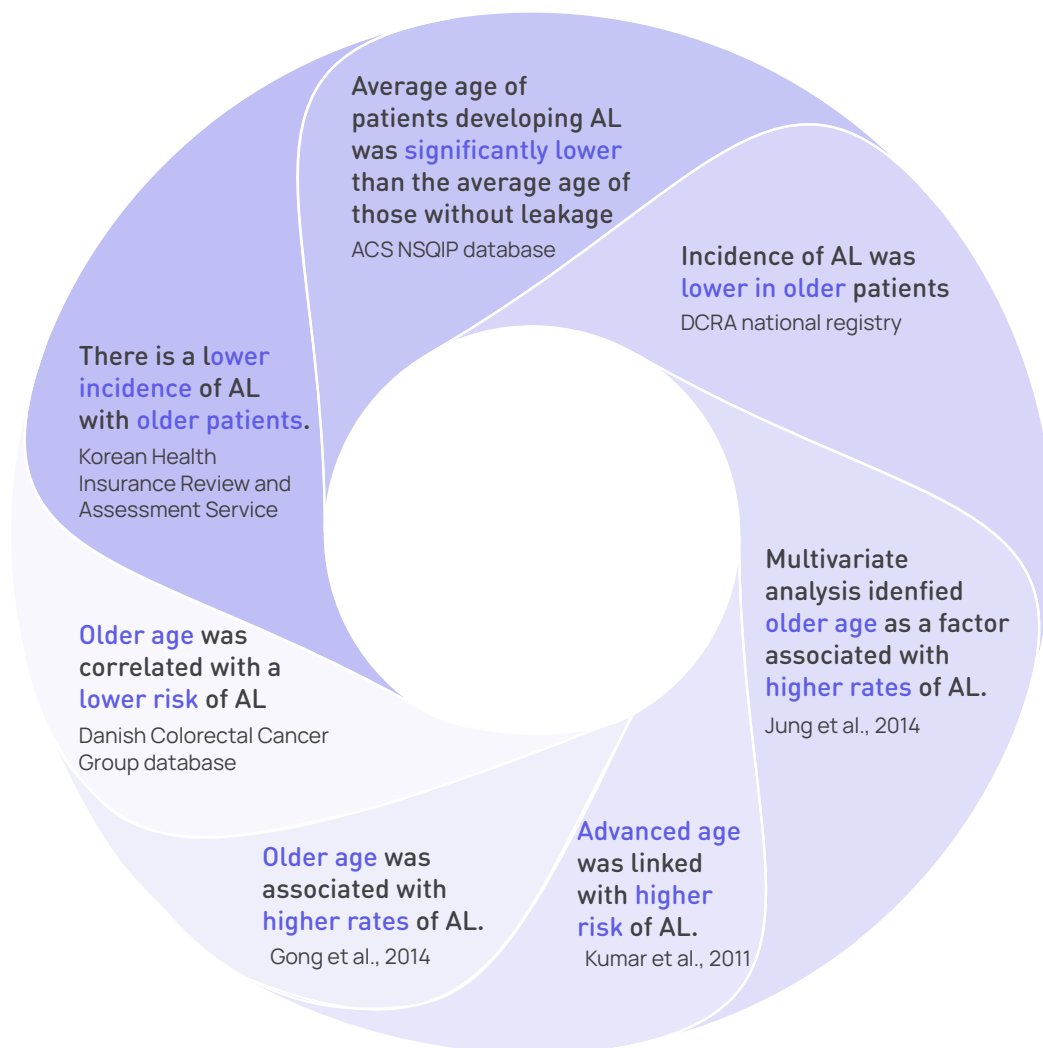 Average age of
patients developing AL
was significantly lower
than the average age of
those without leakage
ACS NSQIP database
Incidence of AL was
lower in older patients
DCRA national registry
Multivariate
analysis idenfied
older age as a factor
associated with
higher rates of AL.
Jung et al., 2014
Advanced age
was linked
with higher
risk of AL.
Kumar et al., 2011
Older age was
associated with
higher rates of AL.
Gong et al., 2014
Older age was
correlated with a
lower risk of AL
Danish Colorectal Cancer
Group database
There is a lower
incidence of AL
with older patients.
Korean Health
Insurance Review and
Assessment Service